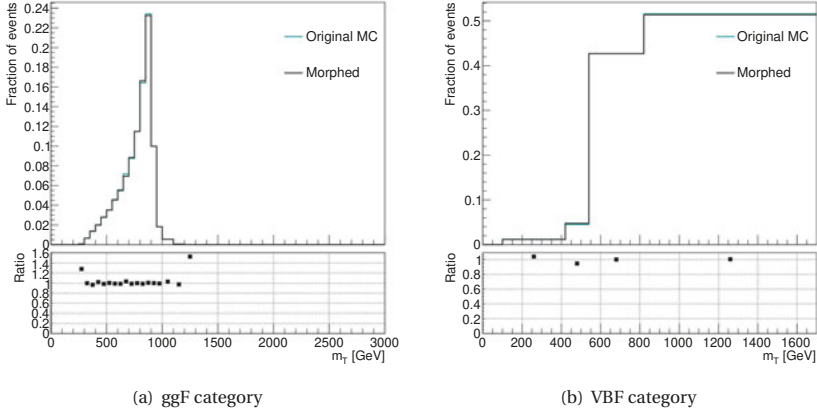 Fraction of events
0.24
0.22
0.2
0.18
0.16
0.14
0.12
0.1
0.08
0.06
0.04
0.02
0
Original MC
Morphed
Ratio
1.6
1.4
1.2
1
0.8
0.6
0.4
0.2
0
0 500 1000 1500 2000 2500 3000
m_T [GeV]
(a) ggF category
Fraction of events
0.5
0.4
0.3
0.2
0.1
0
Original MC
Morphed
Ratio
1
0.8
0.6
0.4
0.2
0
0 200 400 600 800 1000 1200 1400 1600
m_T [GeV]
(b) VBF category